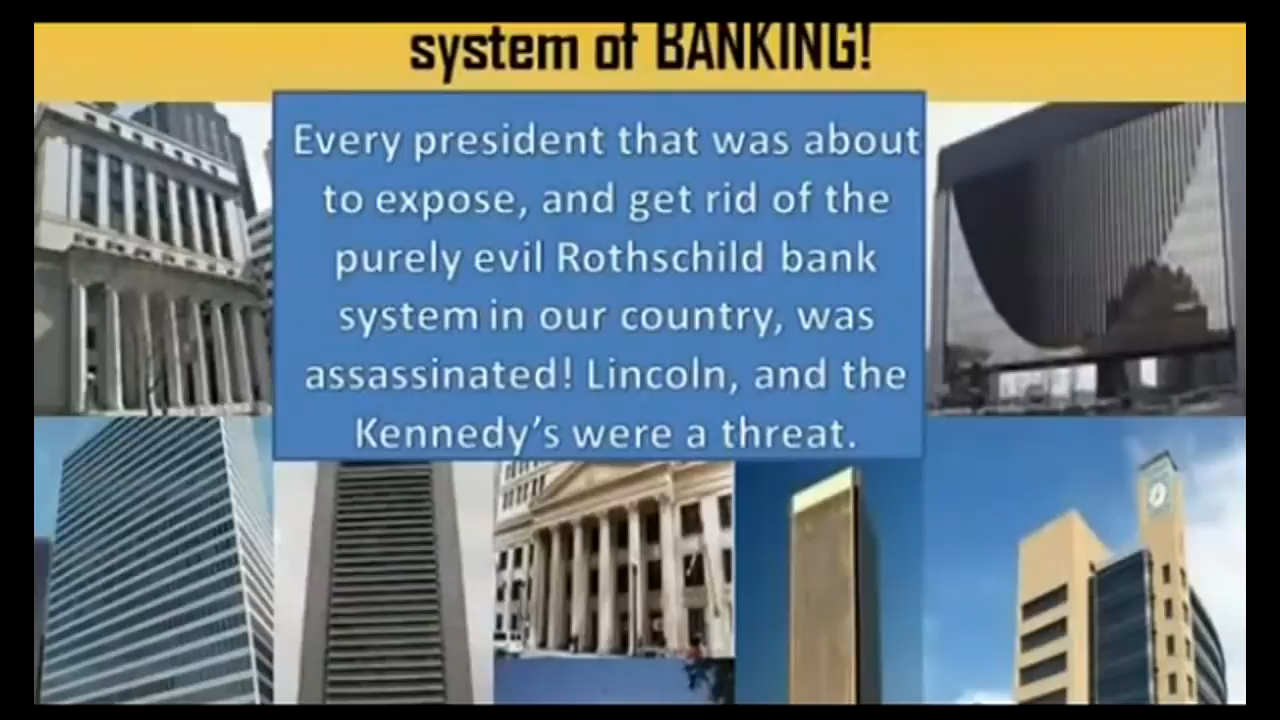 system of BANKING!
Every president that was about
to expose, and get rid of the
purely evil Rothschild bank
system in our country, was
assassinated! Lincoln, and the
Kennedy's were a threat.